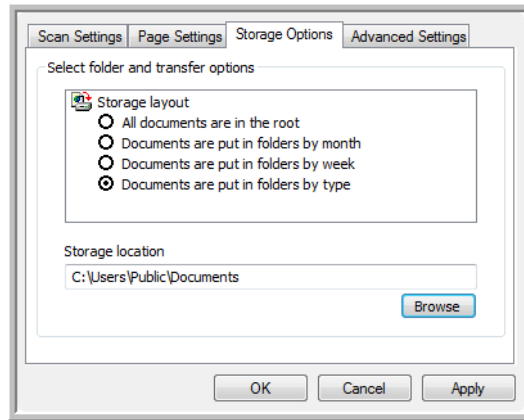 Scan Settings Page Settings Storage Options Advanced Settings
Select folder and transfer options
Storage layout
All documents are in the root
Documents are put in folders by month
Documents are put in folders by week
Documents are put in folders by type
Storage location
C:\Users\Public\Documents
Browse
OK Cancel Apply